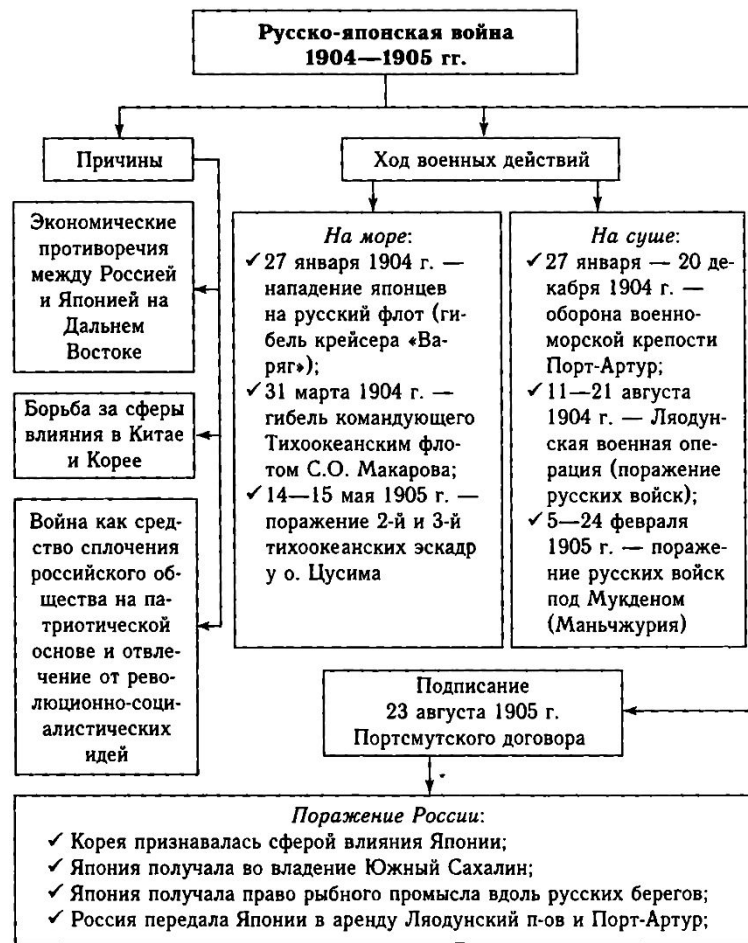 Русско-японская война
1904—1905 гг.
Причины
Ход военных действий
Экономические
противоречия
между Россией
и Японией на
Дальнем
Востоке
Борьба за сферы
влияния в Китае
и Корее
Война как сред-
ство сплочения
российского об-
щества на па-
триотической
основе и отвле-
чение от рево-
люционно-соци-
алистических
идей
На море:
✓ 27 января 1904 г. —
нападение японцев
на русский флот (ги-
бель крейсера «Ва-
ряг»);
✓ 31 марта 1904 г. —
гибель командующего
Тихоокеанским фло-
том С.О. Макарова;
✓ 14—15 мая 1905 г. —
поражение 2-й и 3-й
тихоокеанских эскадр
у о. Цусима
На суше:
✓ 27 января — 20 де-
кабря 1904 г. —
оборона военно-
морской крепости
Порт-Артур;
✓ 11—21 августа
1904 г. — Ляодун-
ская военная опе-
рация (поражение
русских войск);
✓ 5—24 февраля
1905 г. — пора-
жение русских войск
под Мукденом
(Маньчжурия)
Подписание
23 августа 1905 г.
Портсмутского договора
Поражение России:
✓ Корея признавалась сферой влияния Японии;
✓ Япония получала во владение Южный Сахалин;
✓ Япония получала право рыбного промысла вдоль русских берегов;
✓ Россия передала Японии в аренду Ляодунский п-ов и Порт-Артур;